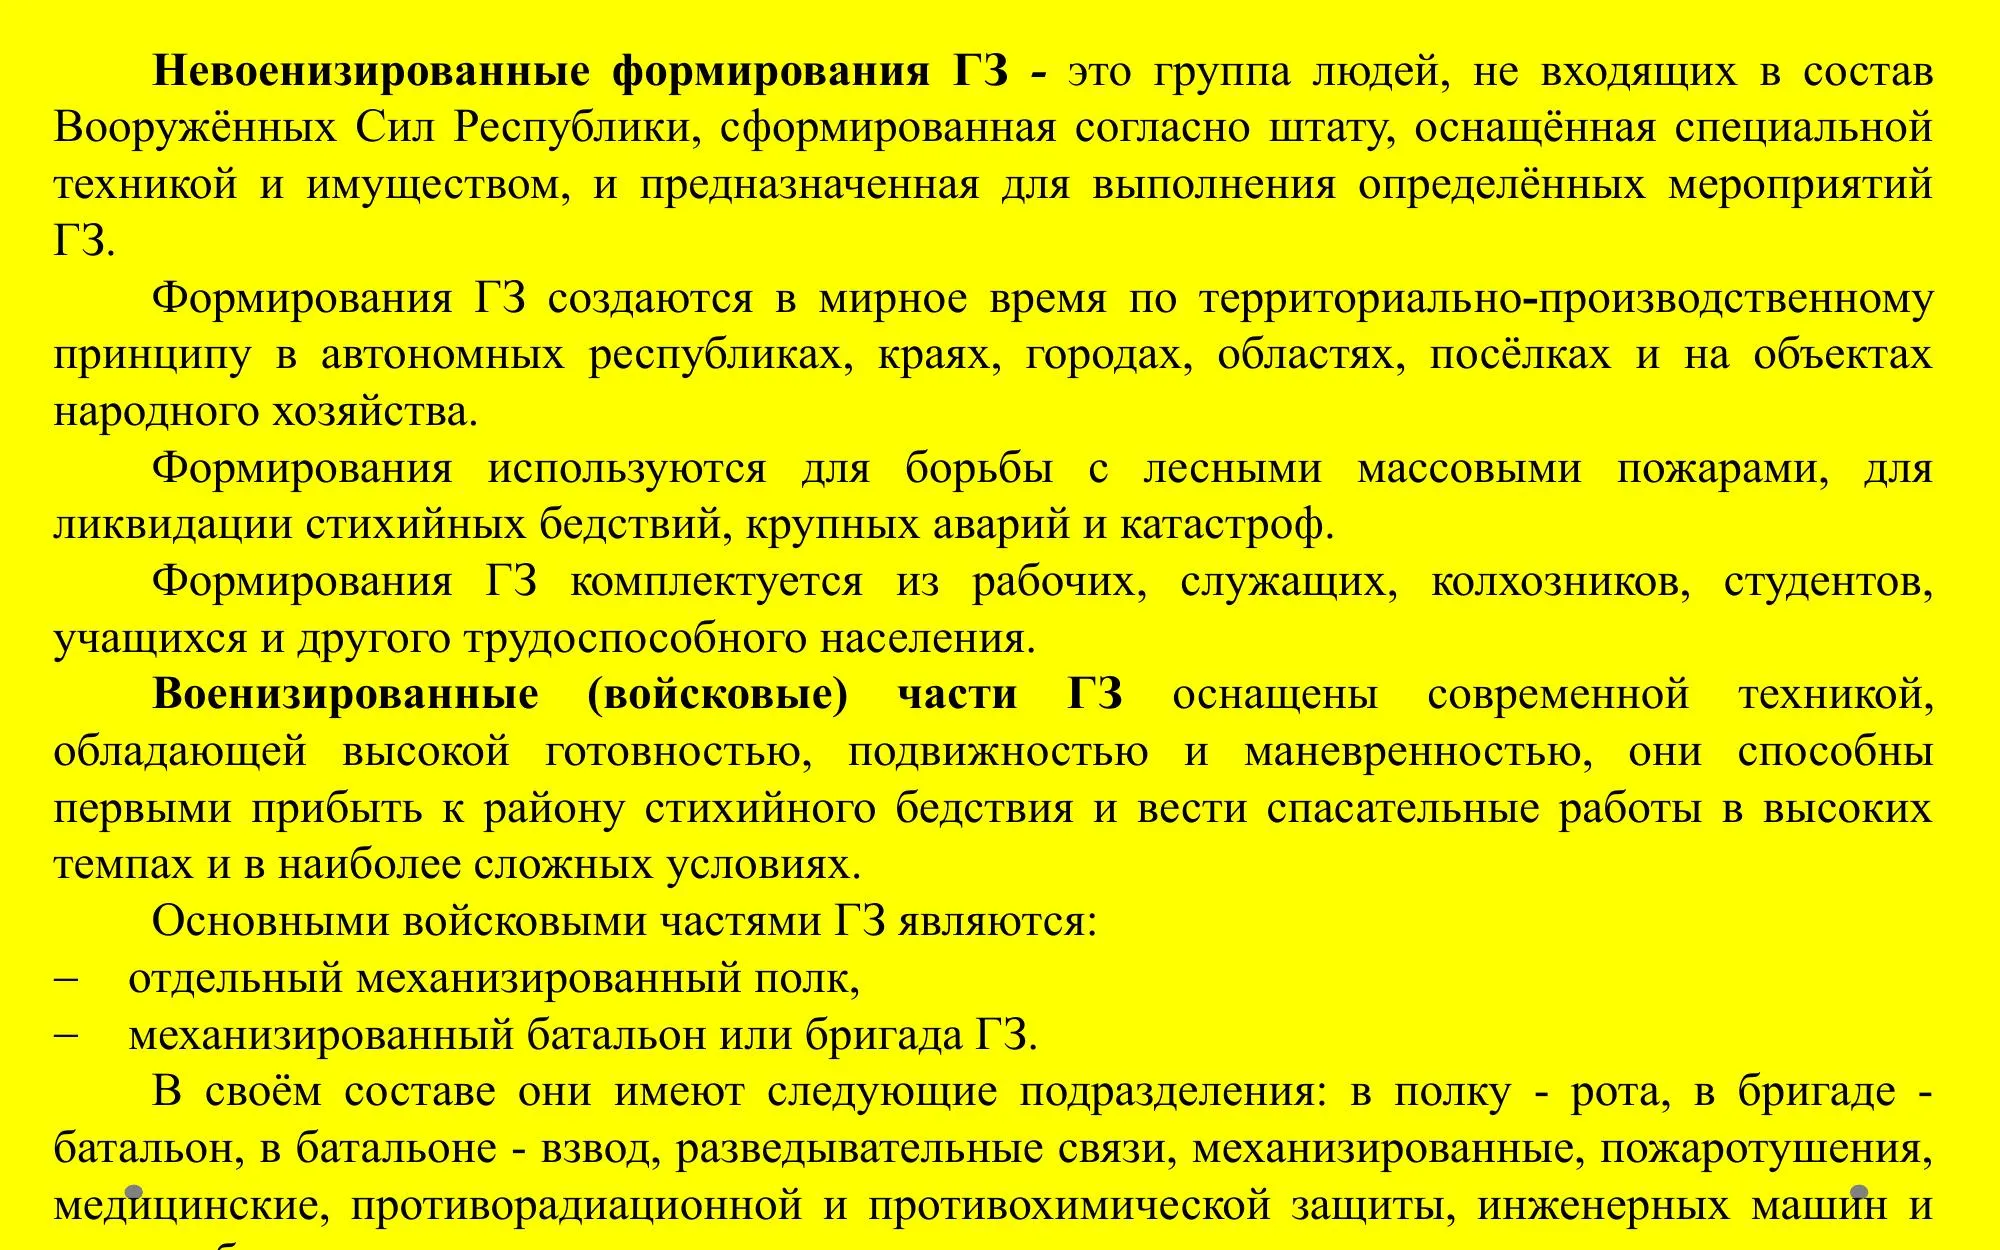 Невоенизированные формирования ГЗ - это группа людей, не входящих в состав
Вооружённых Сил Республики, сформированная согласно штату, оснащённая специальной
техникой и имуществом, и предназначенная для выполнения определённых мероприятий
ГЗ.
Формирования ГЗ создаются в мирное время по территориально-производственному
принципу в автономных республиках, краях, городах, областях, посёлках и на объектах
народного хозяйства.
Формирования используются для борьбы с лесными массовыми пожарами, для
ликвидации стихийных бедствий, крупных аварий и катастроф.
Формирования ГЗ комплектуется из рабочих, служащих, колхозников, студентов,
учащихся и другого трудоспособного населения.
Военизированные (войсковые) части ГЗ оснащены современной техникой,
обладающей высокой готовностью, подвижностью и маневренностью, они способны
первыми прибыть к району стихийного бедствия и вести спасательные работы в высоких
темпах и в наиболее сложных условиях.
Основными войсковыми частями ГЗ являются:
– отдельный механизированный полк,
– механизированный батальон или бригада ГЗ.
В своём составе они имеют следующие подразделения: в полку - рота, в бригаде -
батальон, в батальоне - взвод, разведывательные связи, механизированные, пожаротушения,
медицинские, противорадиационной и противохимической защиты, инженерных машин и